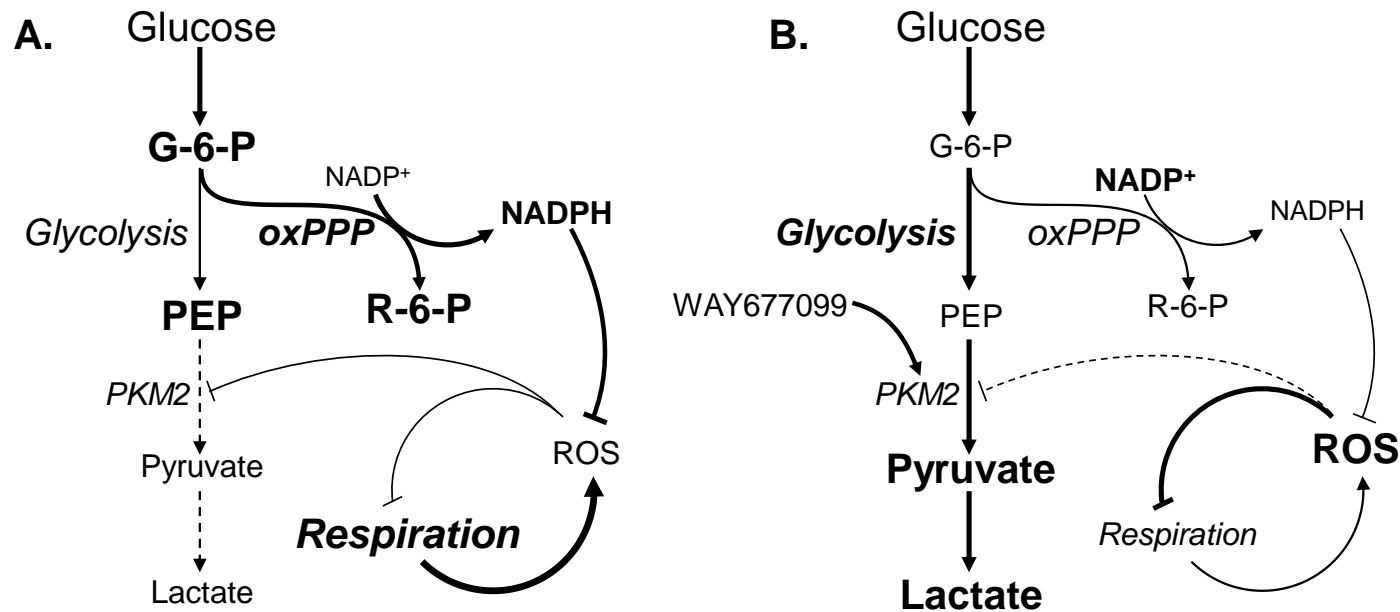 A.
Glucose
G-6-P
NADP⁺
NADPH
Glycolysis
oxPPP
PEP
R-6-P
PKM2
Pyruvate
ROS
Respiration
Lactate
B.
Glucose
G-6-P
NADP⁺
NADPH
Glycolysis
oxPPP
WAY677099
PEP
R-6-P
PKM2
Pyruvate
ROS
Respiration
Lactate